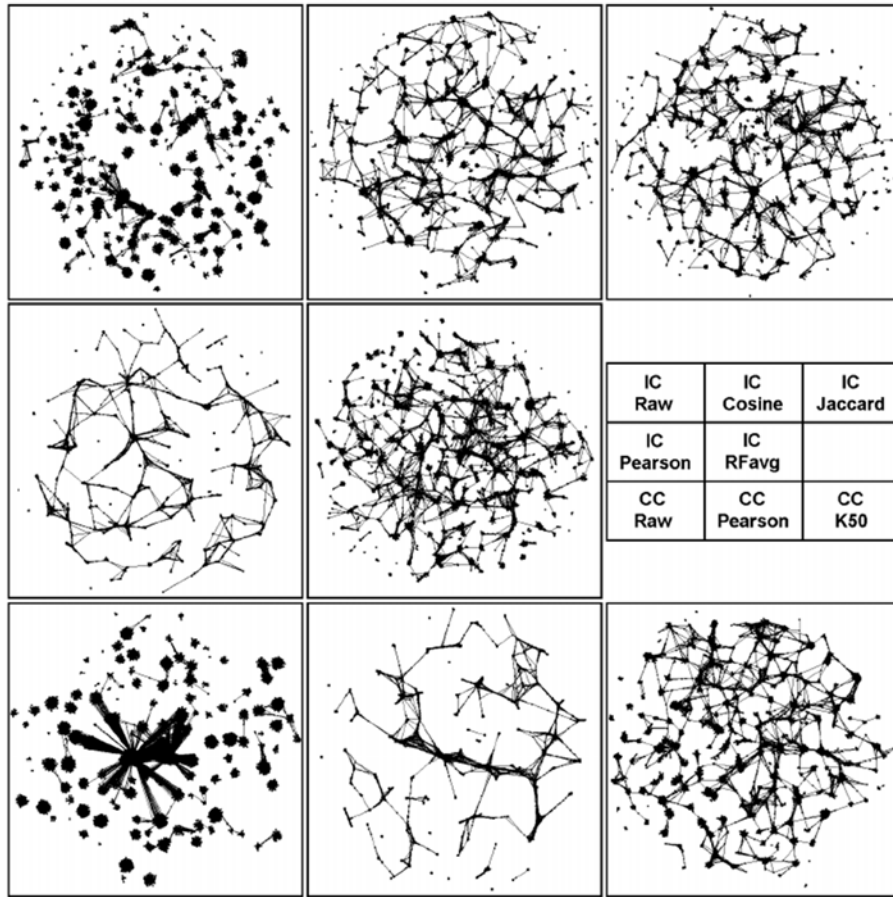 IC IC IC
Raw Cosine Jaccard
IC IC
Pearson RFavg
CC CC CC
Raw Pearson K50